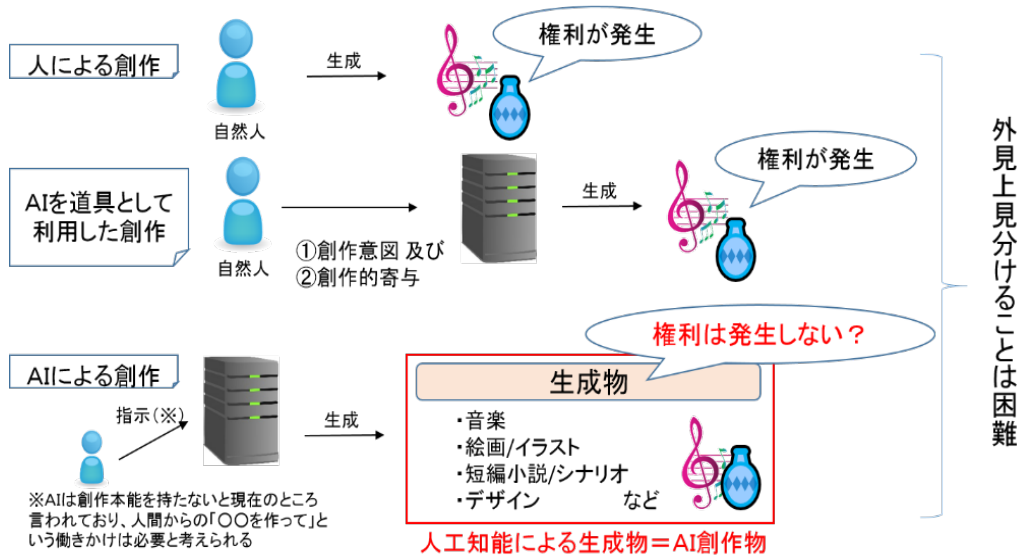 人による創作
自然人
生成
権利が発生
AIを道具として
利用した創作
自然人
①創作意図 及び
②創作的寄与
生成
権利が発生
AIによる創作
指示(※)
生成
権利は発生しない？
生成物
・音楽
・絵画/イラスト
・短編小説/シナリオ
・デザイン など
※AIは創作本能を持たないと現在のところ
言われており、人間からの「〇〇を作って」と
いう働きかけは必要と考えられる
人工知能による生成物＝AI創作物
外見上見分けることは困難